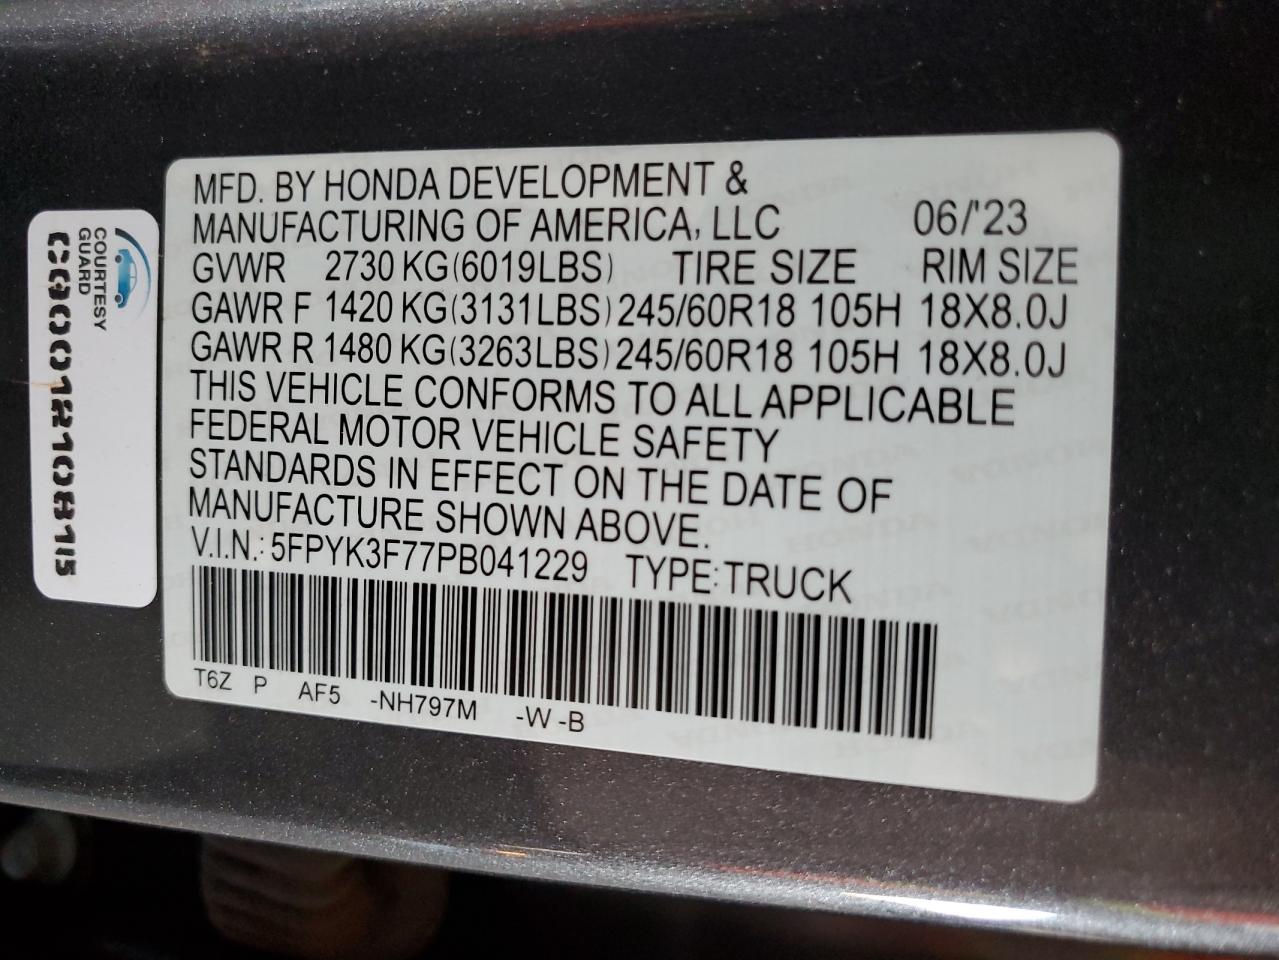 MFD. BY HONDA DEVELOPMENT &
MANUFACTURING OF AMERICA, LLC 06/'23
GVWR 2730 KG(6019LBS) TIRE SIZE RIM SIZE
GAWR F 1420 KG(3131LBS) 245/60R18 105H 18X8.0J
GAWR R 1480 KG(3263LBS) 245/60R18 105H 18X8.0J
THIS VEHICLE CONFORMS TO ALL APPLICABLE
FEDERAL MOTOR VEHICLE SAFETY
STANDARDS IN EFFECT ON THE DATE OF
MANUFACTURE SHOWN ABOVE.
V.I.N.: 5FPYK3F77PB041229 TYPE: TRUCK
T6Z P AF5 -NH797M -W -B
COURTESY
GUARD